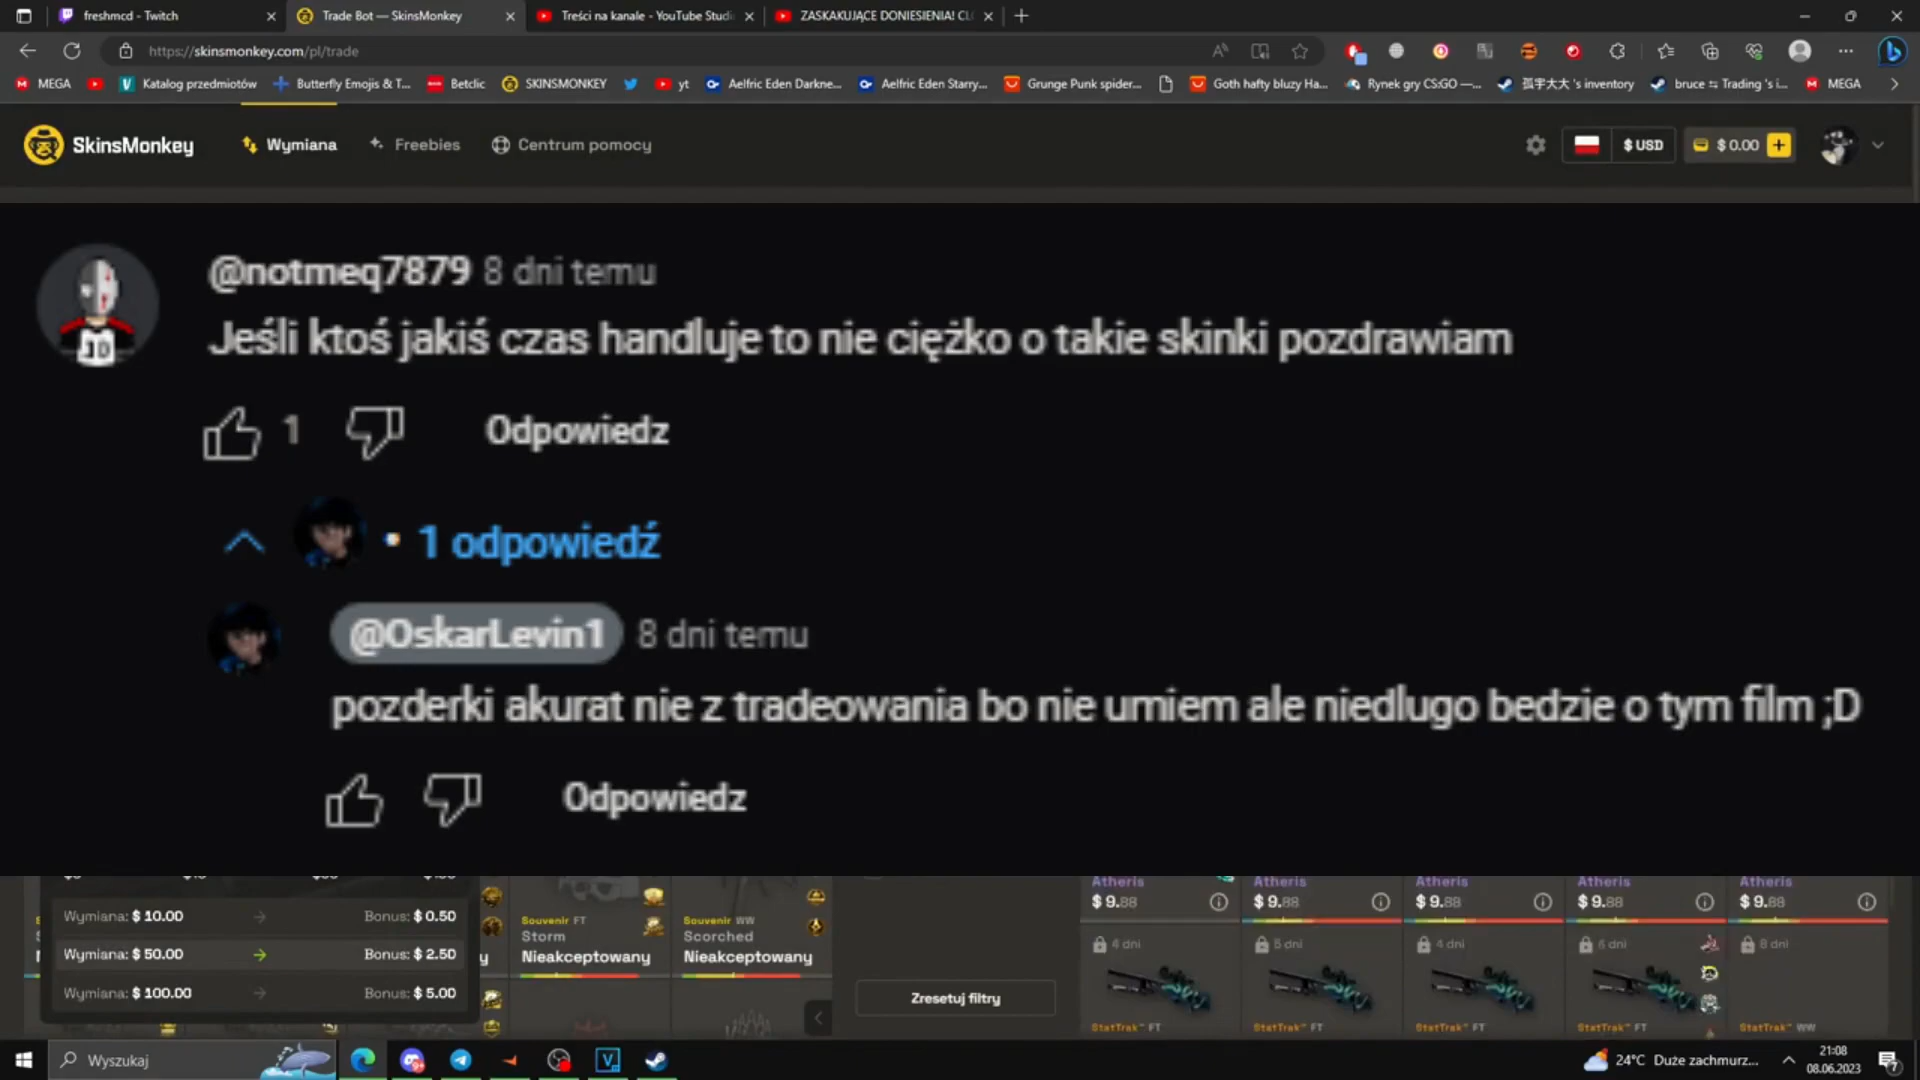 freshmcd - Twitch
Trade Bot — SkinsMonkey
Treści na kanale - YouTube Studi
ZASKAKUJĄCE DONIESIENIA! CL
https://skinsmonkey.com/pl/trade
MEGA
Katalog przedmiotów
Butterfly Emojis & T...
Betclic
SKINSMONKEY
yt
Aelfric Eden Darkne...
Aelfric Eden Starry...
Grunge Punk spider...
Goth hafty bluzy Ha...
Rynek gry CS:GO —...
孤宇大大 's inventory
bruce ⇆ Trading 's i...
MEGA
SkinsMonkey
Wymiana
Freebies
Centrum pomocy
$ USD
$ 0.00
@notmeq7879 8 dni temu
Jeśli ktoś jakiś czas handluje to nie ciężko o takie skinki pozdrawiam
1
Odpowiedz
1 odpowiedź
@OskarLevin1 8 dni temu
pozderki akurat nie z tradeowania bo nie umiem ale niedlugo bedzie o tym film ;D
Odpowiedz
Wymiana: $ 10.00 → Bonus: $ 0.50
Wymiana: $ 50.00 → Bonus: $ 2.50
Wymiana: $ 100.00 → Bonus: $ 5.00
Souvenir FT
Storm
Nieakceptowany
Souvenir WW
Scorched
Nieakceptowany
Zresetuj filtry
Atheris Atheris Atheris Atheris Atheris
$ 9.88 $ 9.88 $ 9.88 $ 9.88 $ 9.88
4 dni 5 dni 4 dni 6 dni 8 dni
StatTrak™ FT StatTrak™ FT StatTrak™ FT StatTrak™ FT StatTrak™ WW
Wyszukaj
24°C Duże zachmurz...
21:08
08.06.2023